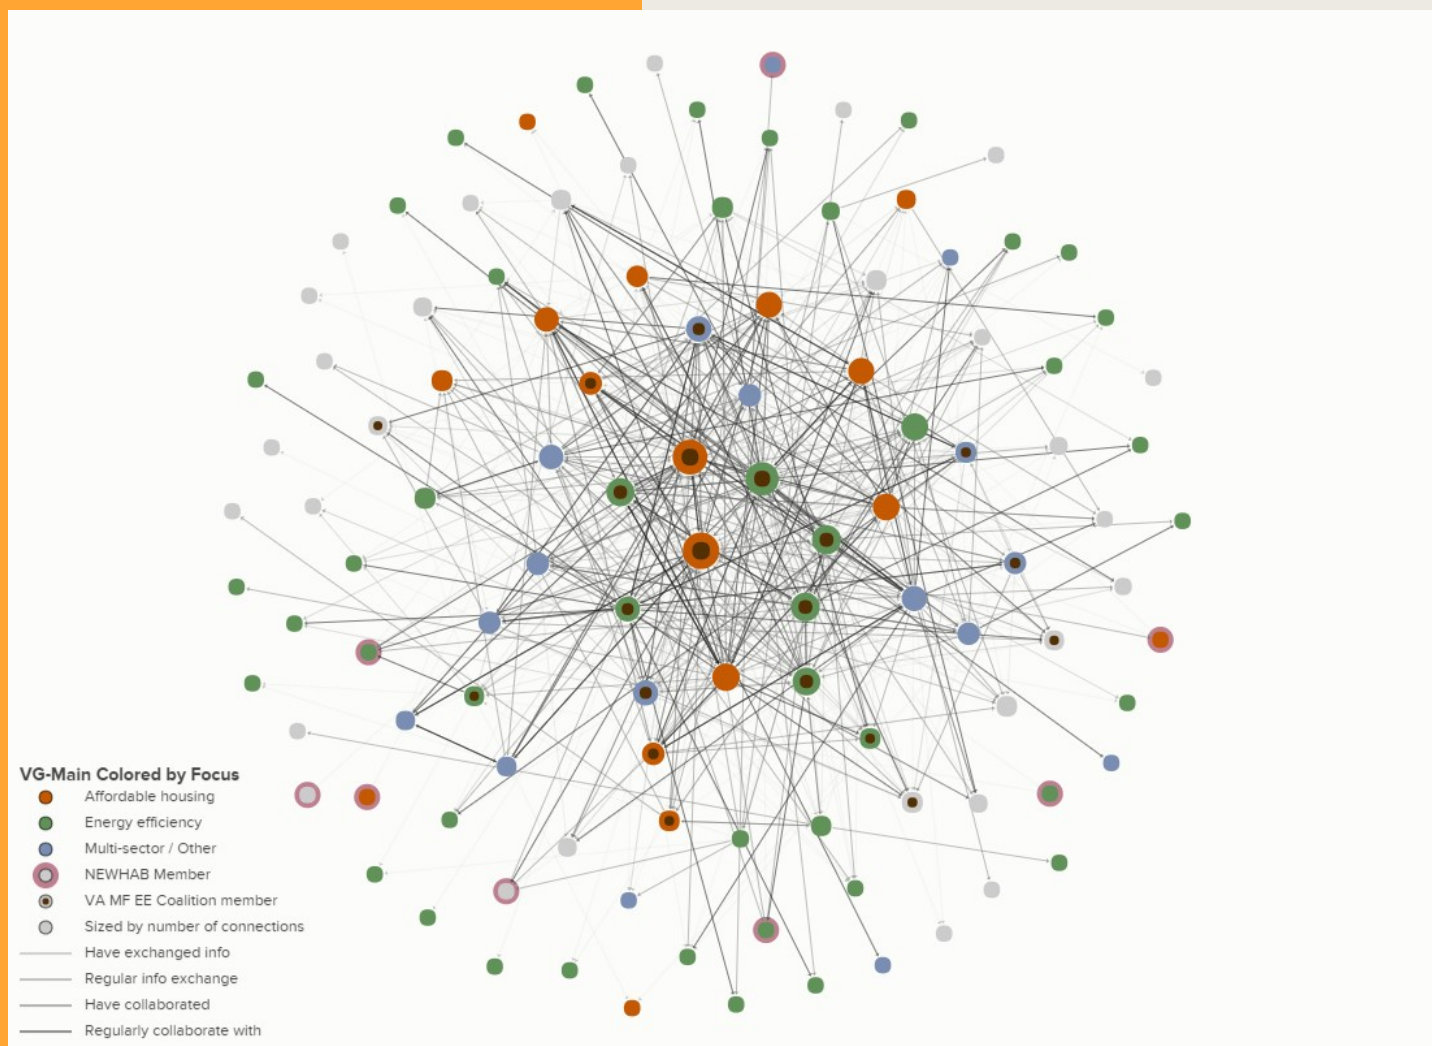 VG-Main Colored by Focus
Affordable housing
Energy efficiency
Multi-sector / Other
NEWHAB Member
VA MF EE Coalition member
Sized by number of connections
Have exchanged info
Regular info exchange
Have collaborated
Regularly collaborate with